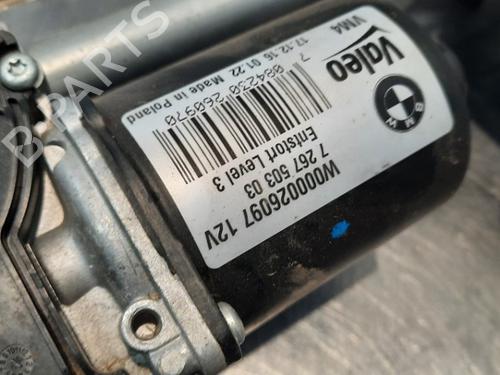 Valeo
VM4
17.12.16 01.22 Made in Poland
BMW
7 084230 260970
Entstort Level 3
7 267 503 03
W000026097 12V
B-PARTS